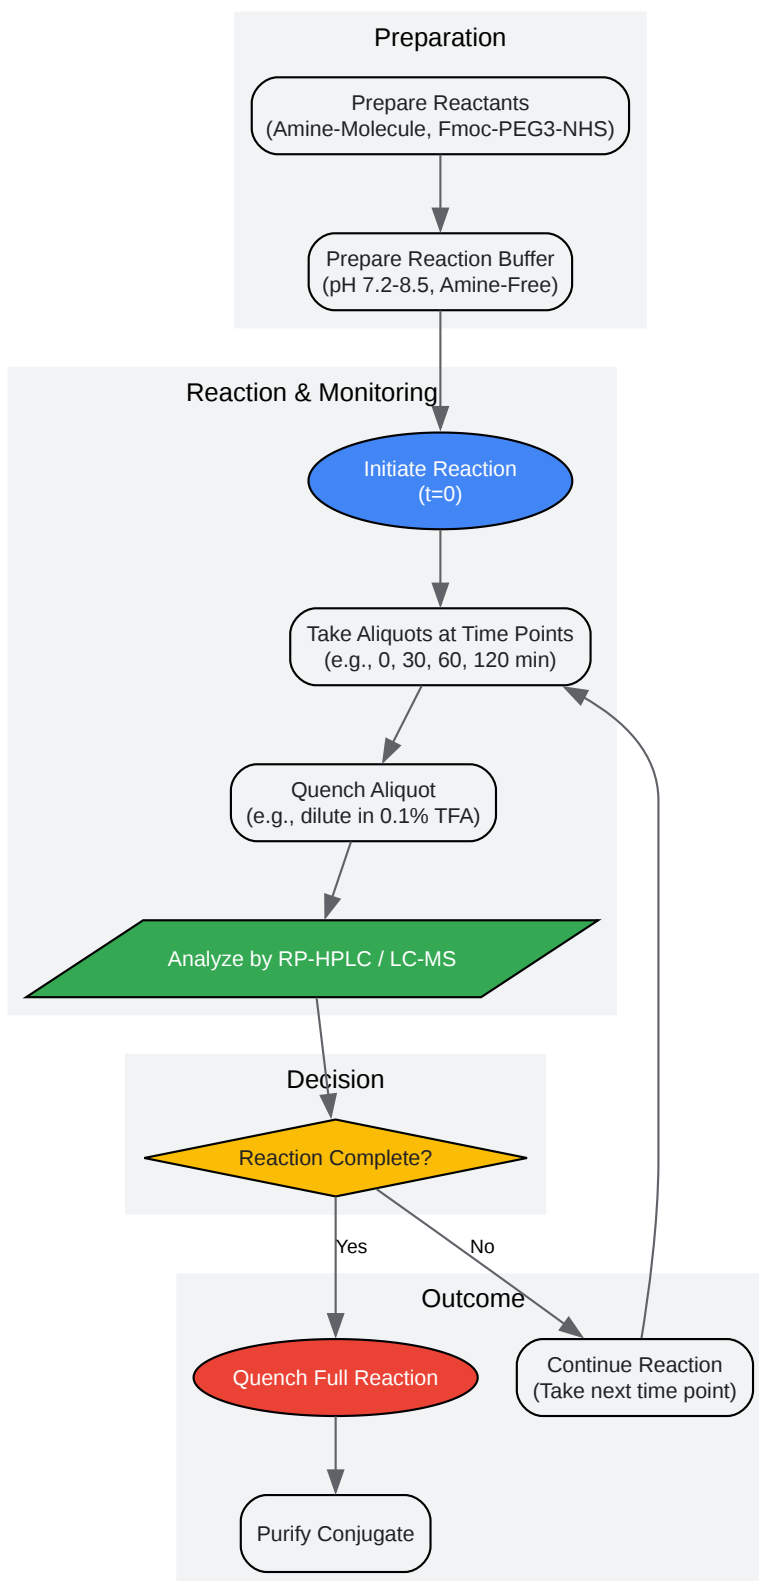 Preparation
Prepare Reactants
(Amine-Molecule, Fmoc-PEG3-NHS)
Prepare Reaction Buffer
(pH 7.2-8.5, Amine-Free)
Reaction & Monitoring
Initiate Reaction
(t=0)
Take Aliquots at Time Points
(e.g., 0, 30, 60, 120 min)
Quench Aliquot
(e.g., dilute in 0.1% TFA)
Analyze by RP-HPLC / LC-MS
Decision
Reaction Complete?
Yes
No
Outcome
Quench Full Reaction
Continue Reaction
(Take next time point)
Purify Conjugate